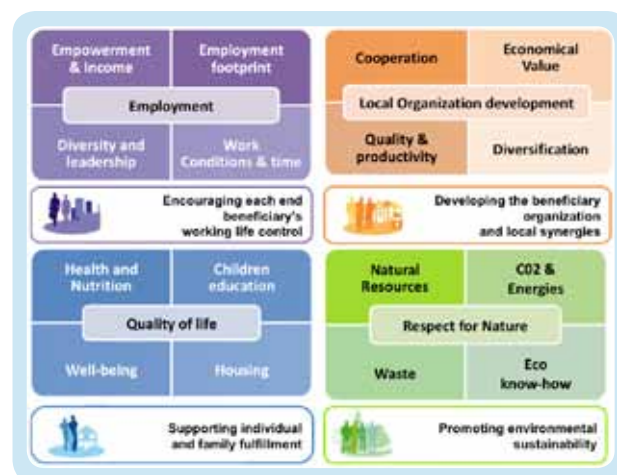 Empowerment
& Income
Employment
footprint
Employment
Diversity and
leadership
Work
Conditions & time
Encouraging each end
beneficiary's
working life control
Cooperation
Economical
Value
Local Organization development
Quality &
productivity
Diversification
Developing the beneficiary
organization
and local synergies
Health and
Nutrition
Children
education
Quality of life
Well-being
Housing
Supporting individual
and family fulfillment
Natural
Resources
C02 &
Energies
Respect for Nature
Waste
Eco
know-how
Promoting environmental
sustainability